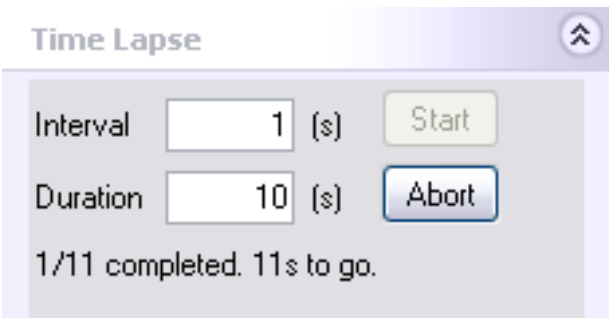 Time Lapse
Interval 1 (s) Start
Duration 10 (s) Abort
1/11 completed. 11s to go.